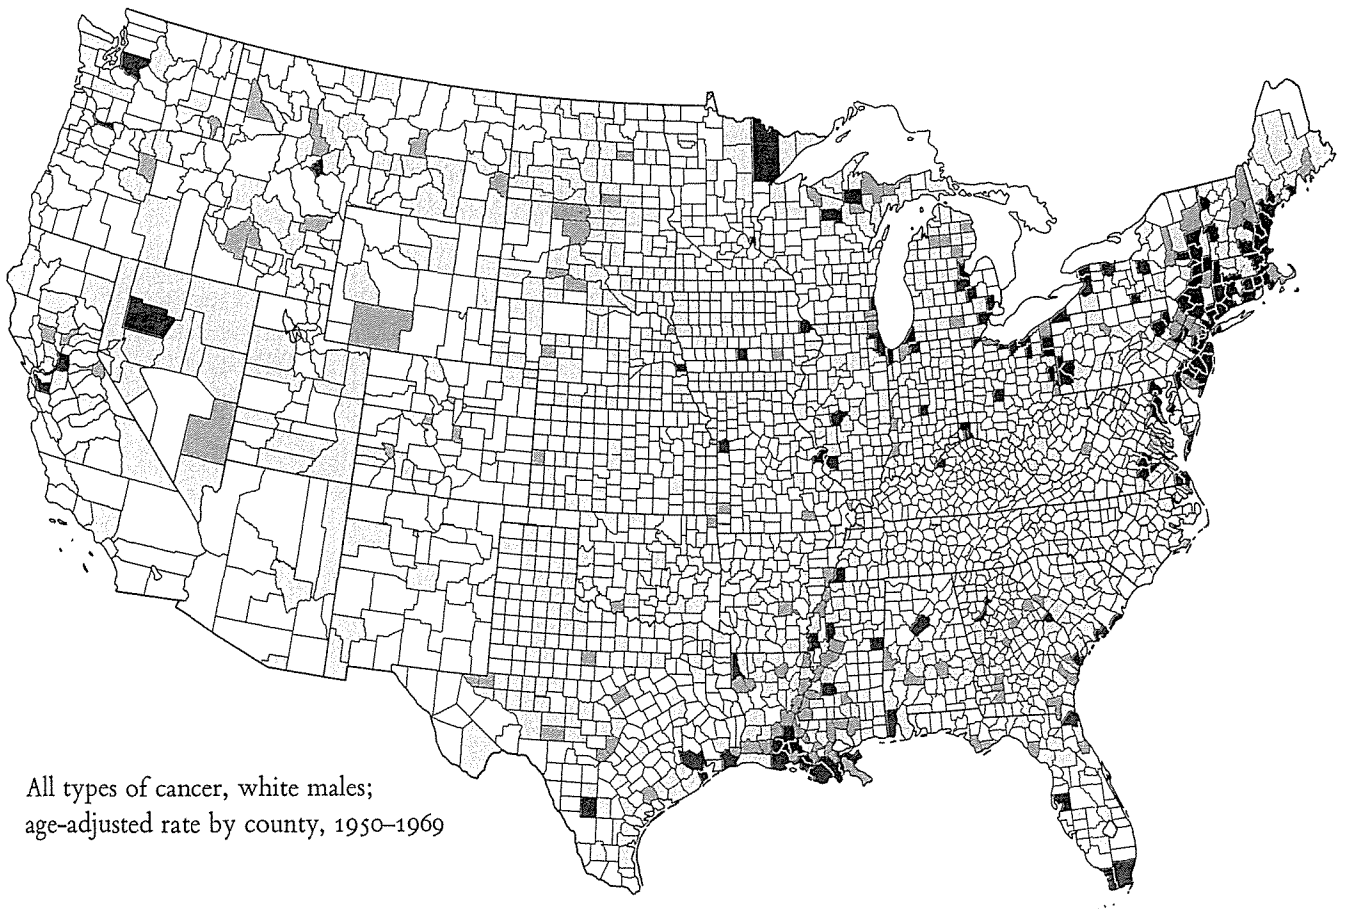 All types of cancer, white males;
age-adjusted rate by county, 1950–1969